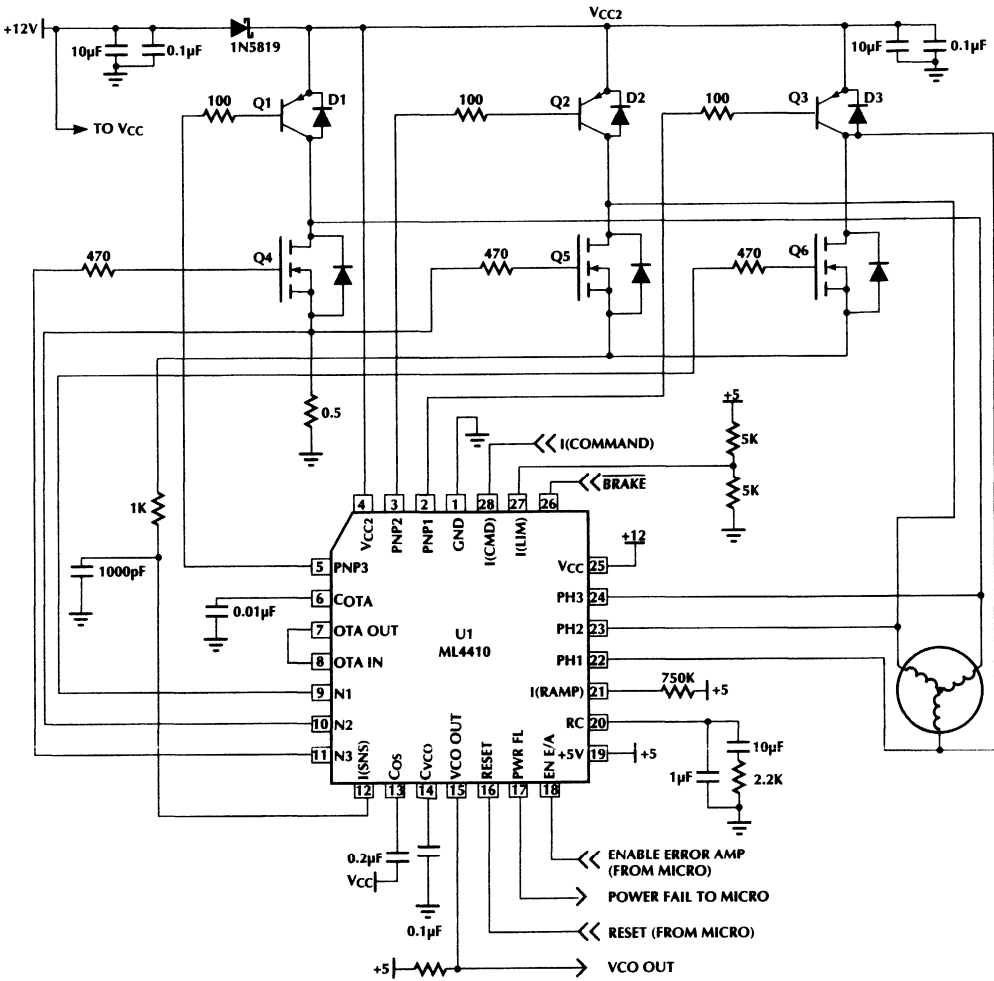 +12V
VCC2
10µF
0.1µF
1N5819
10µF
0.1µF
TO VCC
100
Q1
D1
100
Q2
D2
100
Q3
D3
470
Q4
470
Q5
470
Q6
0.5
+5
5K
5K
I(COMMAND)
BRAKE
1K
1000pF
4
3
2
1
28
27
26
VCC2
PNP2
PNP1
GND
I(CMD)
I(LIM)
+12
5
PNP3
VCC
25
6
COTA
PH3
24
0.01µF
7
OTA OUT
U1
ML4410
PH2
23
8
OTA IN
PH1
22
9
N1
I(RAMP)
21
750K
+5
10
N2
RC
20
11
N3
+5V
19
+5
10µF
1µF
2.2K
I(SNS)
COS
CVCO
VCO OUT
RESET
PWR FL
EN E/A
12
13
14
15
16
17
18
0.2µF
VCC
0.1µF
ENABLE ERROR AMP
(FROM MICRO)
POWER FAIL TO MICRO
RESET (FROM MICRO)
+5
VCO OUT